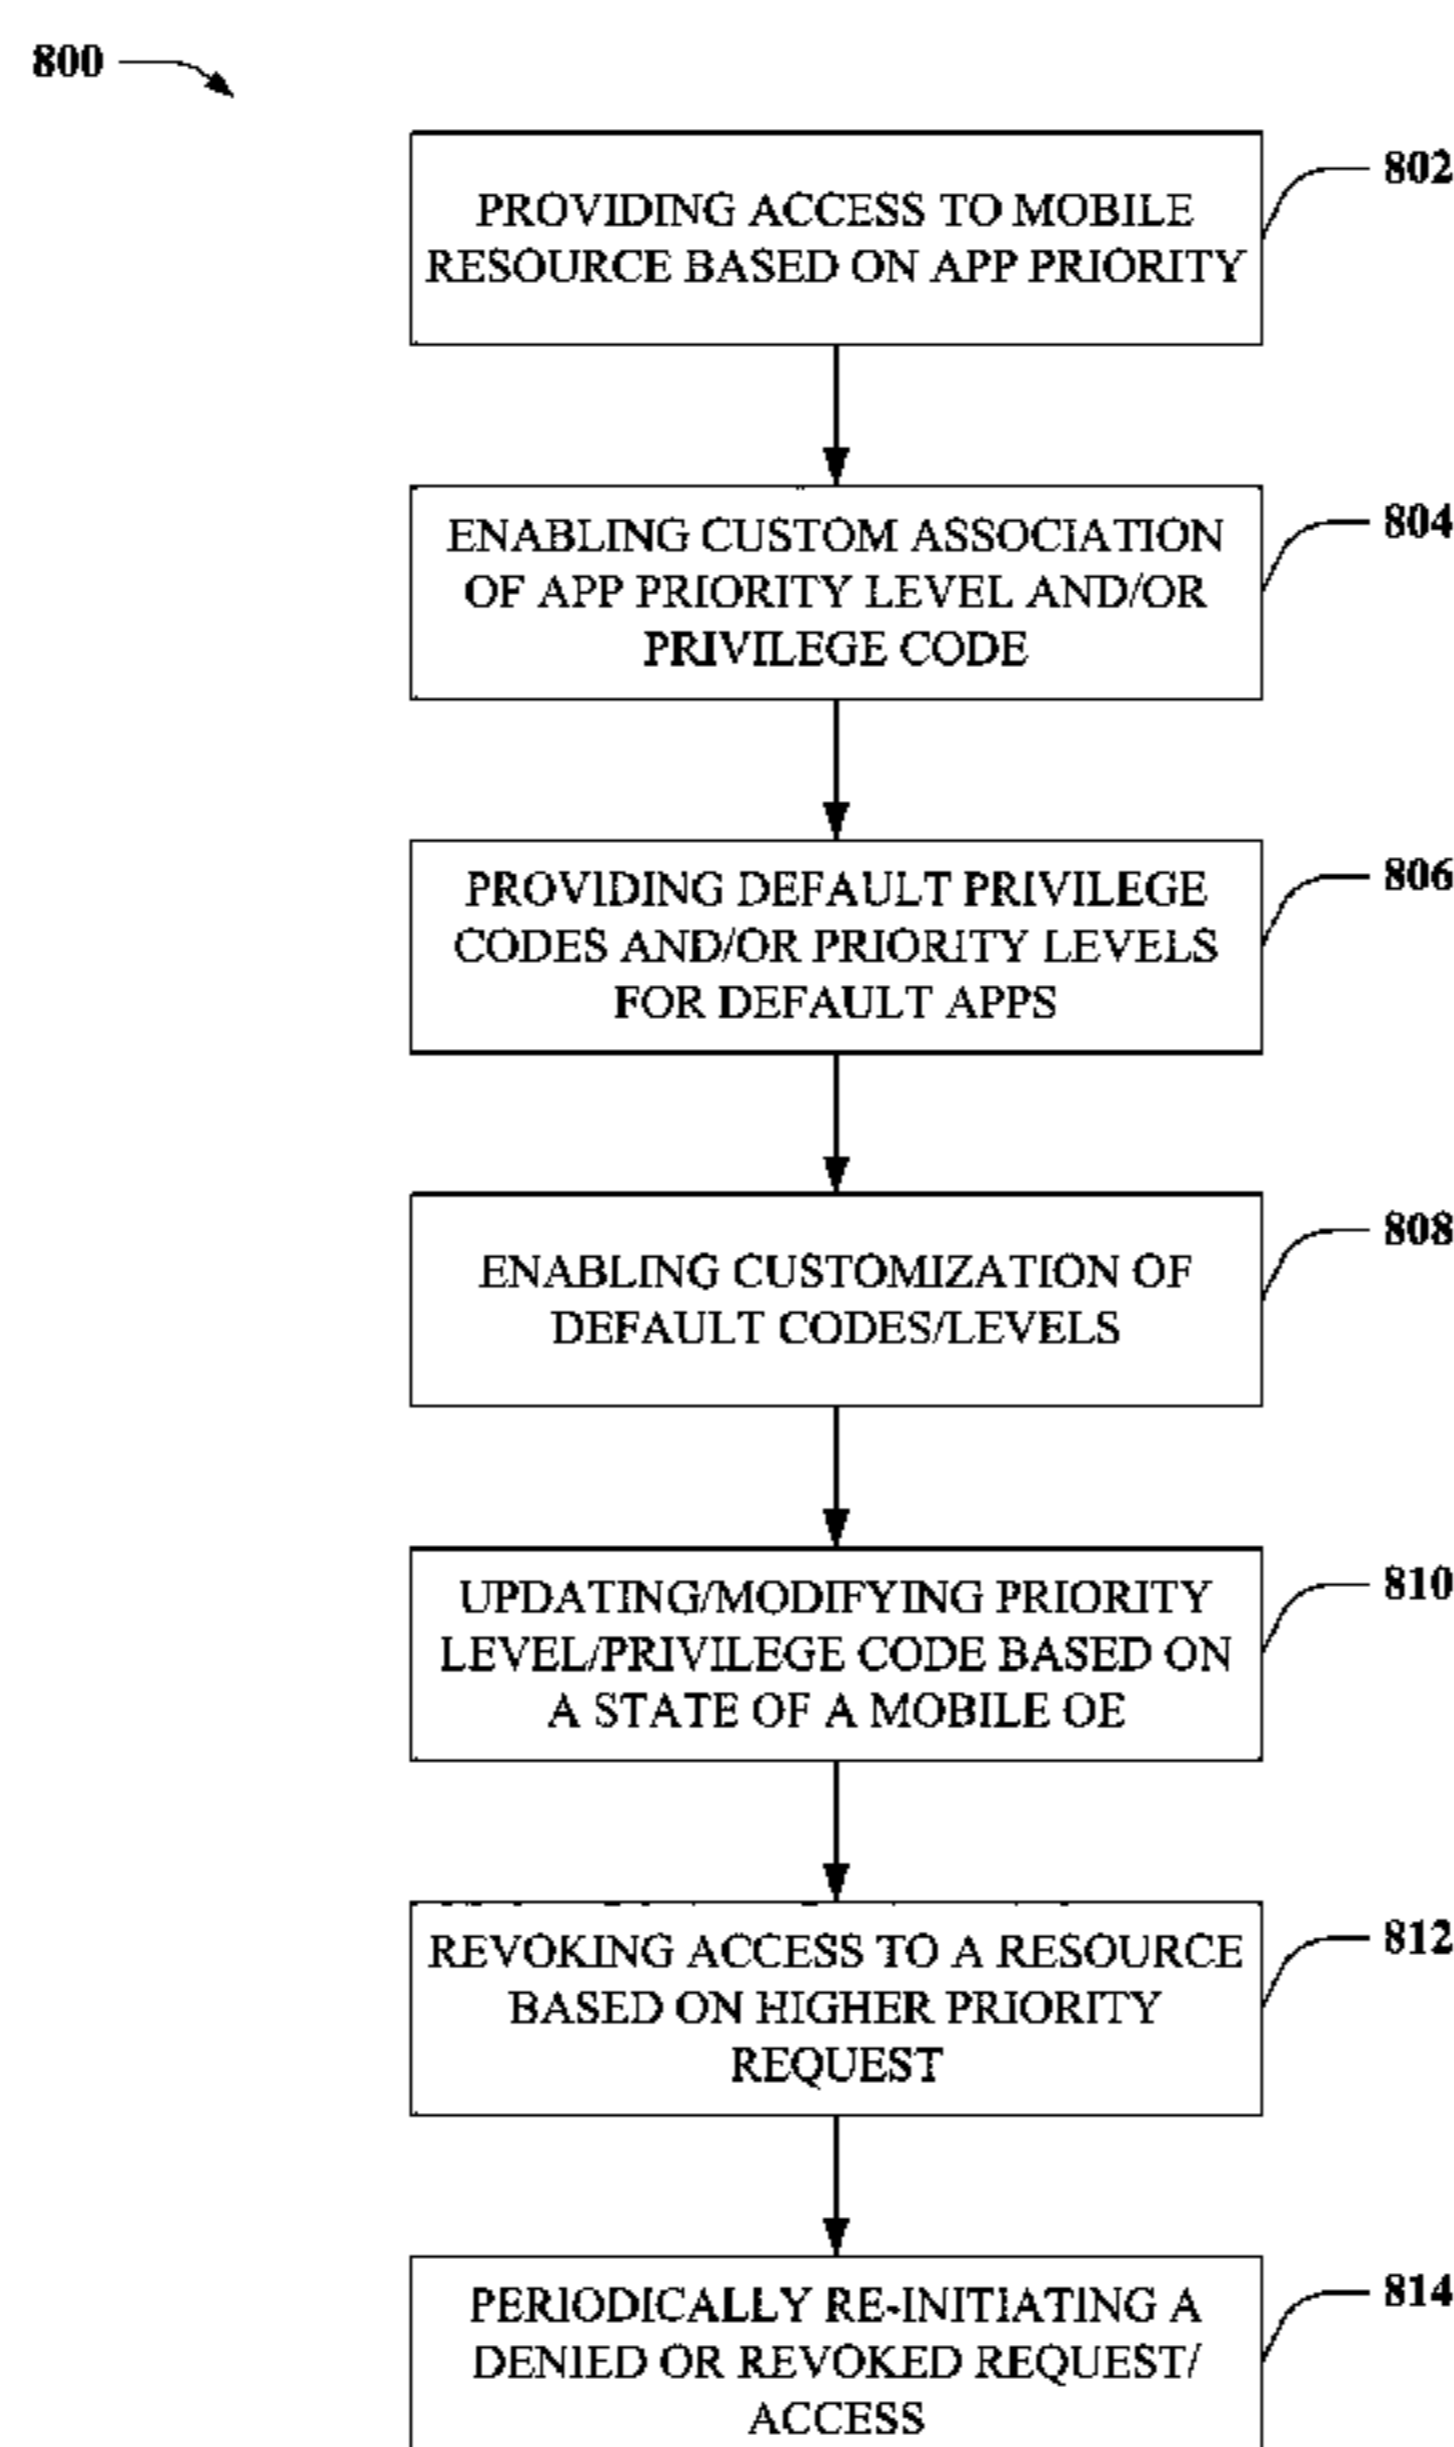 800
802
PROVIDING ACCESS TO MOBILE
RESOURCE BASED ON APP PRIORITY
804
ENABLING CUSTOM ASSOCIATION
OF APP PRIORITY LEVEL AND/OR
PRIVILEGE CODE
806
PROVIDING DEFAULT PRIVILEGE
CODES AND/OR PRIORITY LEVELS
FOR DEFAULT APPS
808
ENABLING CUSTOMIZATION OF
DEFAULT CODES/LEVELS
810
UPDATING/MODIFYING PRIORITY
LEVEL/PRIVILEGE CODE BASED ON
A STATE OF A MOBILE OE
812
REVOKING ACCESS TO A RESOURCE
BASED ON HIGHER PRIORITY
REQUEST
814
PERIODICALLY RE-INITIATING A
DENIED OR REVOKED REQUEST/
ACCESS